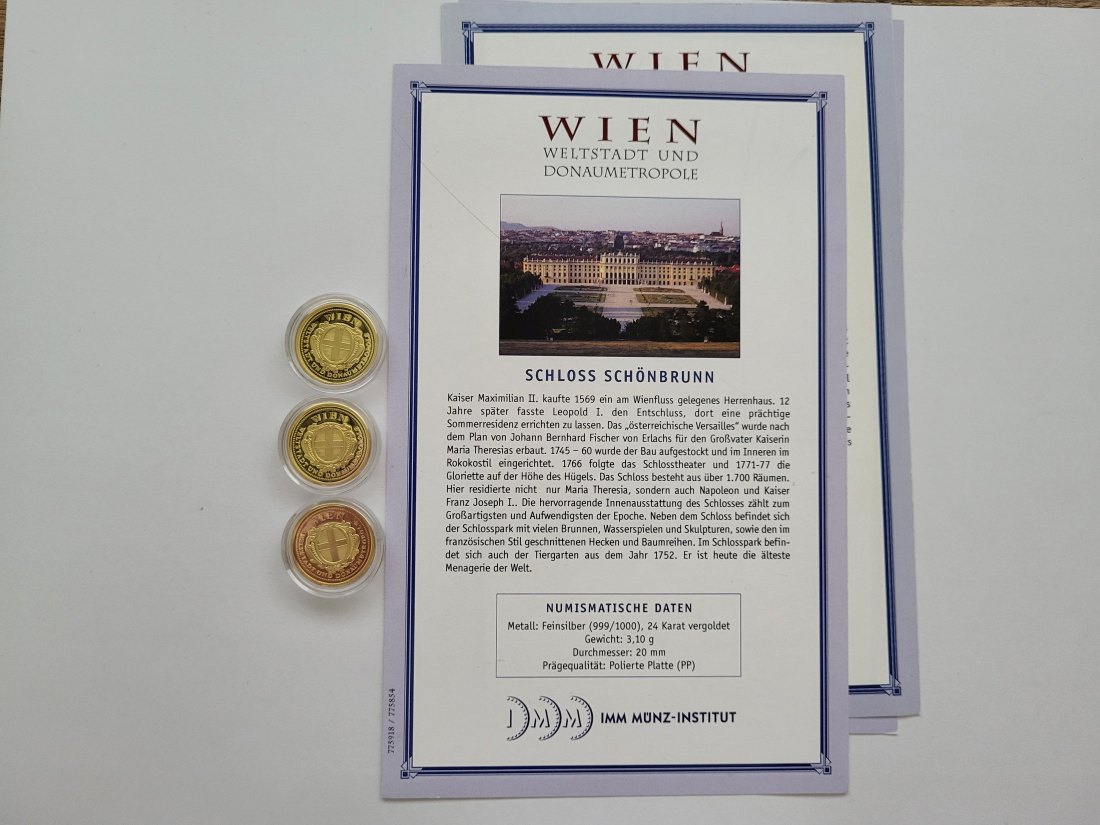 WIEN
WIEN
WELTSTADT UND
DONAUMETROPOLE
SCHLOSS SCHÖNBRUNN
Kaiser Maximilian II. kaufte 1569 ein am Wienfluss gelegenes Herrenhaus. 12
Jahre später fasste Leopold I. den Entschluss, dort eine prächtige
Sommerresidenz errichten zu lassen. Das „österreichische Versailles“ wurde nach
dem Plan von Johann Bernhard Fischer von Erlachs für den Großvater Kaiserin
Maria Theresias erbaut. 1745 – 60 wurde der Bau aufgestockt und im Inneren im
Rokokostil eingerichtet. 1766 folgte das Schlosstheater und 1771-77 die
Gloriette auf der Höhe des Hügels. Das Schloss besteht aus über 1.700 Räumen.
Hier residierte nicht nur Maria Theresia, sondern auch Napoleon und Kaiser
Franz Joseph I.. Die hervorragende Innenausstattung des Schlosses zählt zum
Großartigsten und Aufwendigsten der Epoche. Neben dem Schloss befindet sich
der Schlosspark mit vielen Brunnen, Wasserspielen und Skulpturen, sowie den im
französischen Stil geschnittenen Hecken und Baumreihen. Im Schlosspark befin-
det sich auch der Tiergarten aus dem Jahr 1752. Er ist heute die älteste
Menagerie der Welt.
NUMISMATISCHE DATEN
Metall: Feinsilber (999/1000), 24 Karat vergoldet
Gewicht: 3,10 g
Durchmesser: 20 mm
Prägequalität: Polierte Platte (PP)
IMM IMM MÜNZ-INSTITUT
775918 / 775854
WIEN
WIEN
WIEN